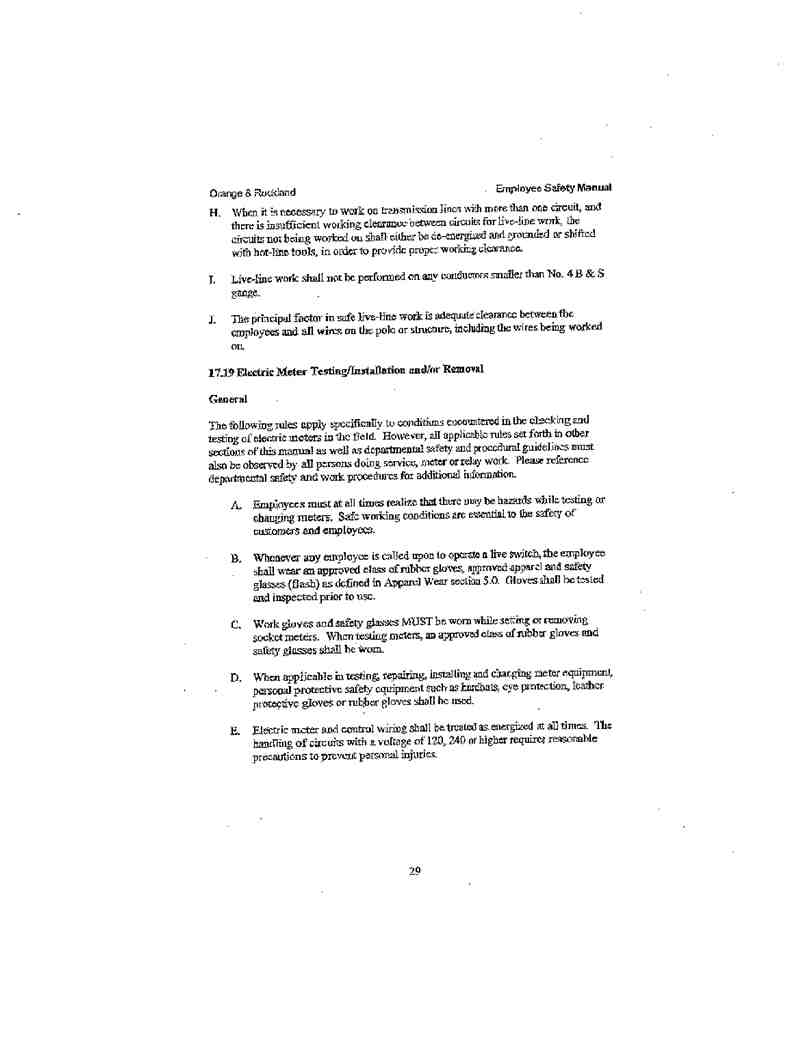 Orange & Rockland
Employee Safety Manual
H. When it is necessary to work on transmission lines with more than one circuit, and
there is insufficient working clearance between circuits for live-line work, the
circuits not being worked on shall either be de-energized and grounded or shifted
with hot-line tools, in order to provide proper working clearance.
I. Live-line work shall not be performed on any conductors smaller than No. 4 B & S
gauge.
J. The principal factor in safe live-line work is adequate clearance between the
employees and all wires on the pole or structure, including the wires being worked
on.
17.19 Electric Meter Testing/Installation and/or Removal
General
The following rules apply specifically to conditions encountered in the checking and
testing of electric meters in the field. However, all applicable rules set forth in other
sections of this manual as well as departmental safety and procedural guidelines must
also be observed by all persons doing service, meter or relay work. Please reference
departmental safety and work procedures for additional information.
A. Employees must at all times realize that there may be hazards while testing or
changing meters. Safe working conditions are essential to the safety of
customers and employees.
B. Whenever any employee is called upon to operate a live switch, the employee
shall wear an approved class of rubber gloves, approved apparel and safety
glasses (flash) as defined in Apparel Wear section 5.0. Gloves shall be tested
and inspected prior to use.
C. Work gloves and safety glasses MUST be worn while setting or removing
socket meters. When testing meters, an approved class of rubber gloves and
safety glasses shall be worn.
D. When applicable in testing, repairing, installing and changing meter equipment,
personal protective safety equipment such as hardhats, eye protection, leather
protective gloves or rubber gloves shall be used.
E. Electric meter and control wiring shall be treated as energized at all times. The
handling of circuits with a voltage of 120, 240 or higher requires reasonable
precautions to prevent personal injuries.
29